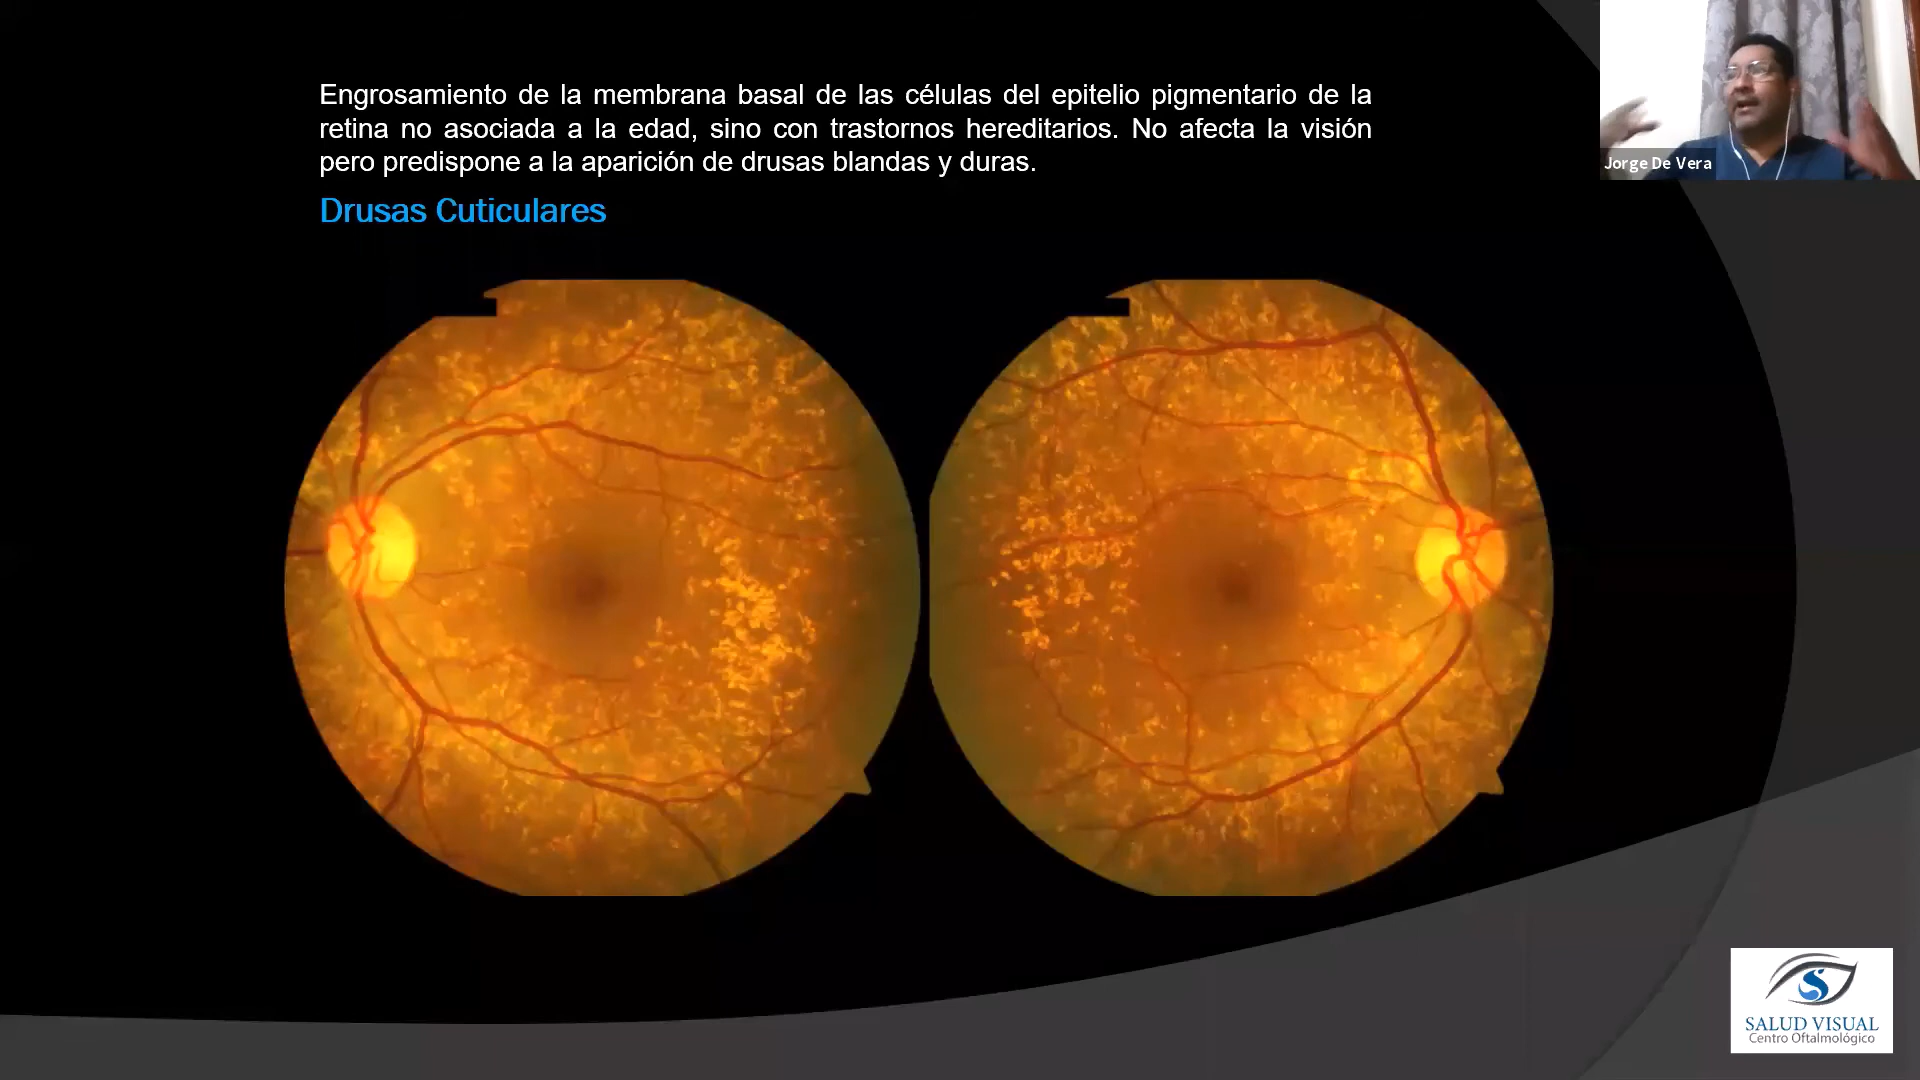 Engrosamiento de la membrana basal de las células del epitelio pigmentario de la
retina no asociada a la edad, sino con trastornos hereditarios. No afecta la visión
pero predispone a la aparición de drusas blandas y duras.
Drusas Cuticulares
Jorge De Vera
SALUD VISUAL
Centro Oftalmológico